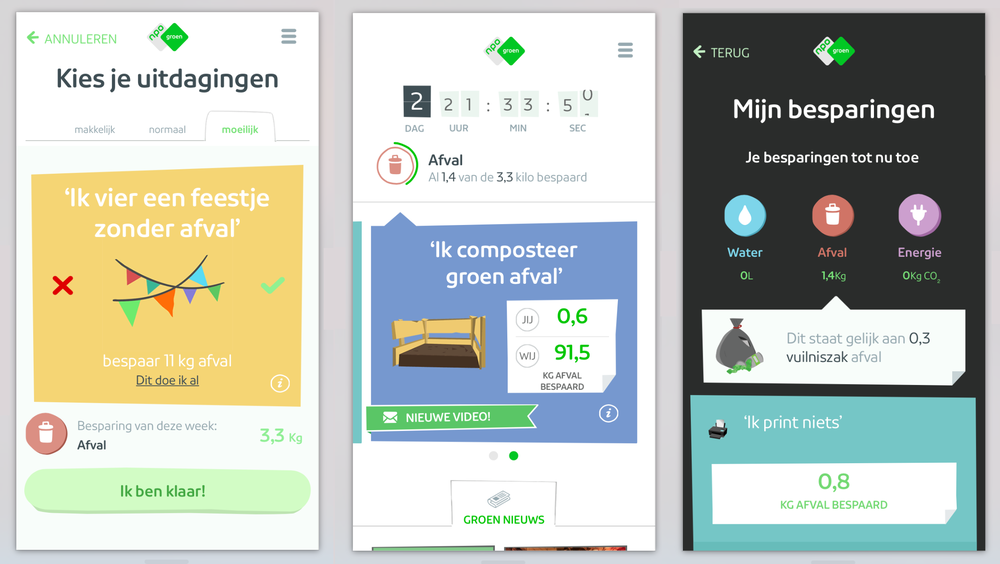 ANNULEREN
npo groen
Kies je uitdagingen
makkelijk normaal moeilijk
‘Ik vier een feestje
zonder afval’
bespaar 11 kg afval
Dit doe ik al
i
Besparing van deze week:
Afval
3,3 Kg
Ik ben klaar!
npo groen
2 21 : 33 : 50
DAG UUR MIN SEC
Afval
Al 1,4 van de 3,3 kilo bespaard
‘Ik composteer
groen afval’
JIJ 0,6
WIJ 91,5
KG AFVAL
BESPAARD
NIEUWE VIDEO!
i
GROEN NIEUWS
TERUG
npo groen
Mijn besparingen
Je besparingen tot nu toe
Water Afval Energie
0L 1,4Kg 0Kg CO₂
Dit staat gelijk aan 0,3
vuilniszak afval
‘Ik print niets’
0,8
KG AFVAL BESPAARD